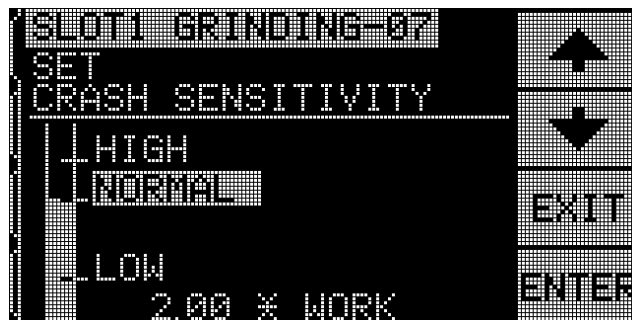 SLOT1 GRINDING-07
SET
CRASH SENSITIVITY
HIGH
NORMAL
LOW
2.00 X WORK
EXIT
ENTER